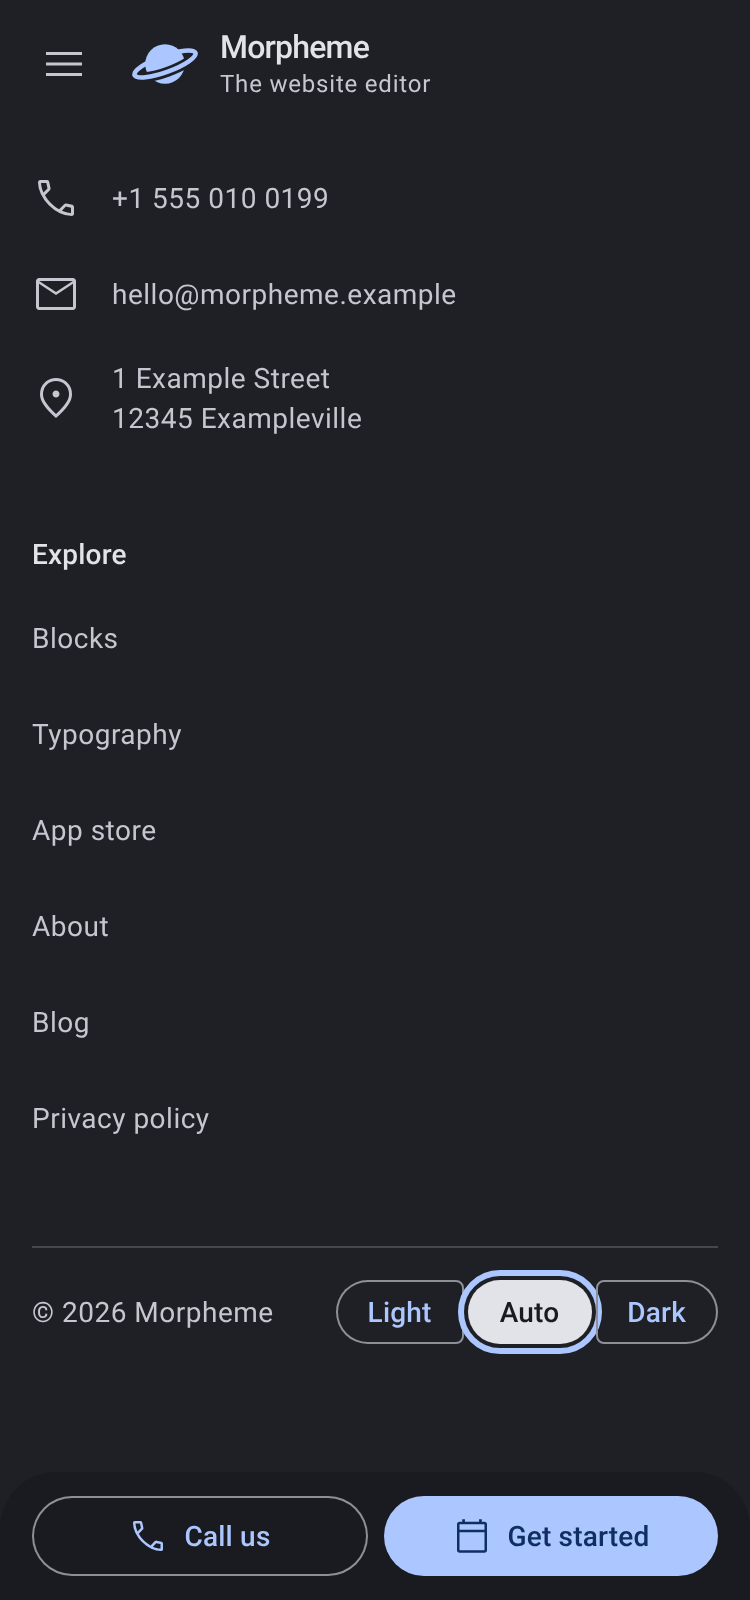 Morpheme
The website editor
+1 555 010 0199
hello@morpheme.example
1 Example Street
12345 Exampleville
Explore
Blocks
Typography
App store
About
Blog
Privacy policy
© 2026 Morpheme
Light
Auto
Dark
Call us
Get started